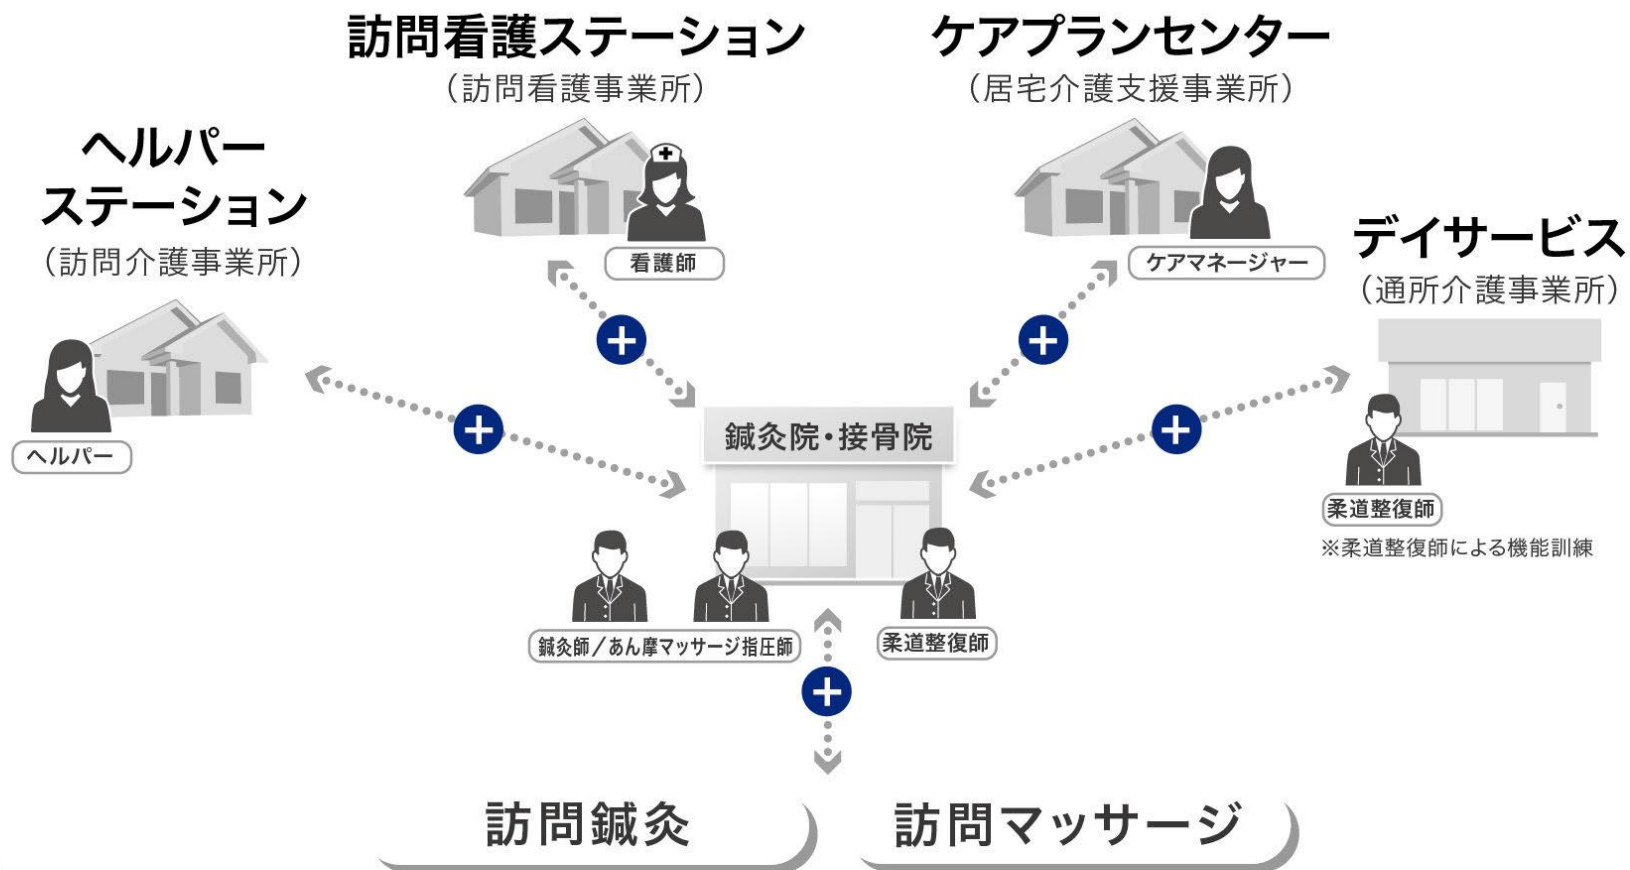 訪問看護ステーション
（訪問看護事業所）
看護師
ケアプランセンター
（居宅介護支援事業所）
ケアマネージャー
ヘルパー
ステーション
（訪問介護事業所）
ヘルパー
デイサービス
（通所介護事業所）
柔道整復師
※柔道整復師による機能訓練
鍼灸院・接骨院
鍼灸師／あん摩マッサージ指圧師
柔道整復師
訪問鍼灸
訪問マッサージ